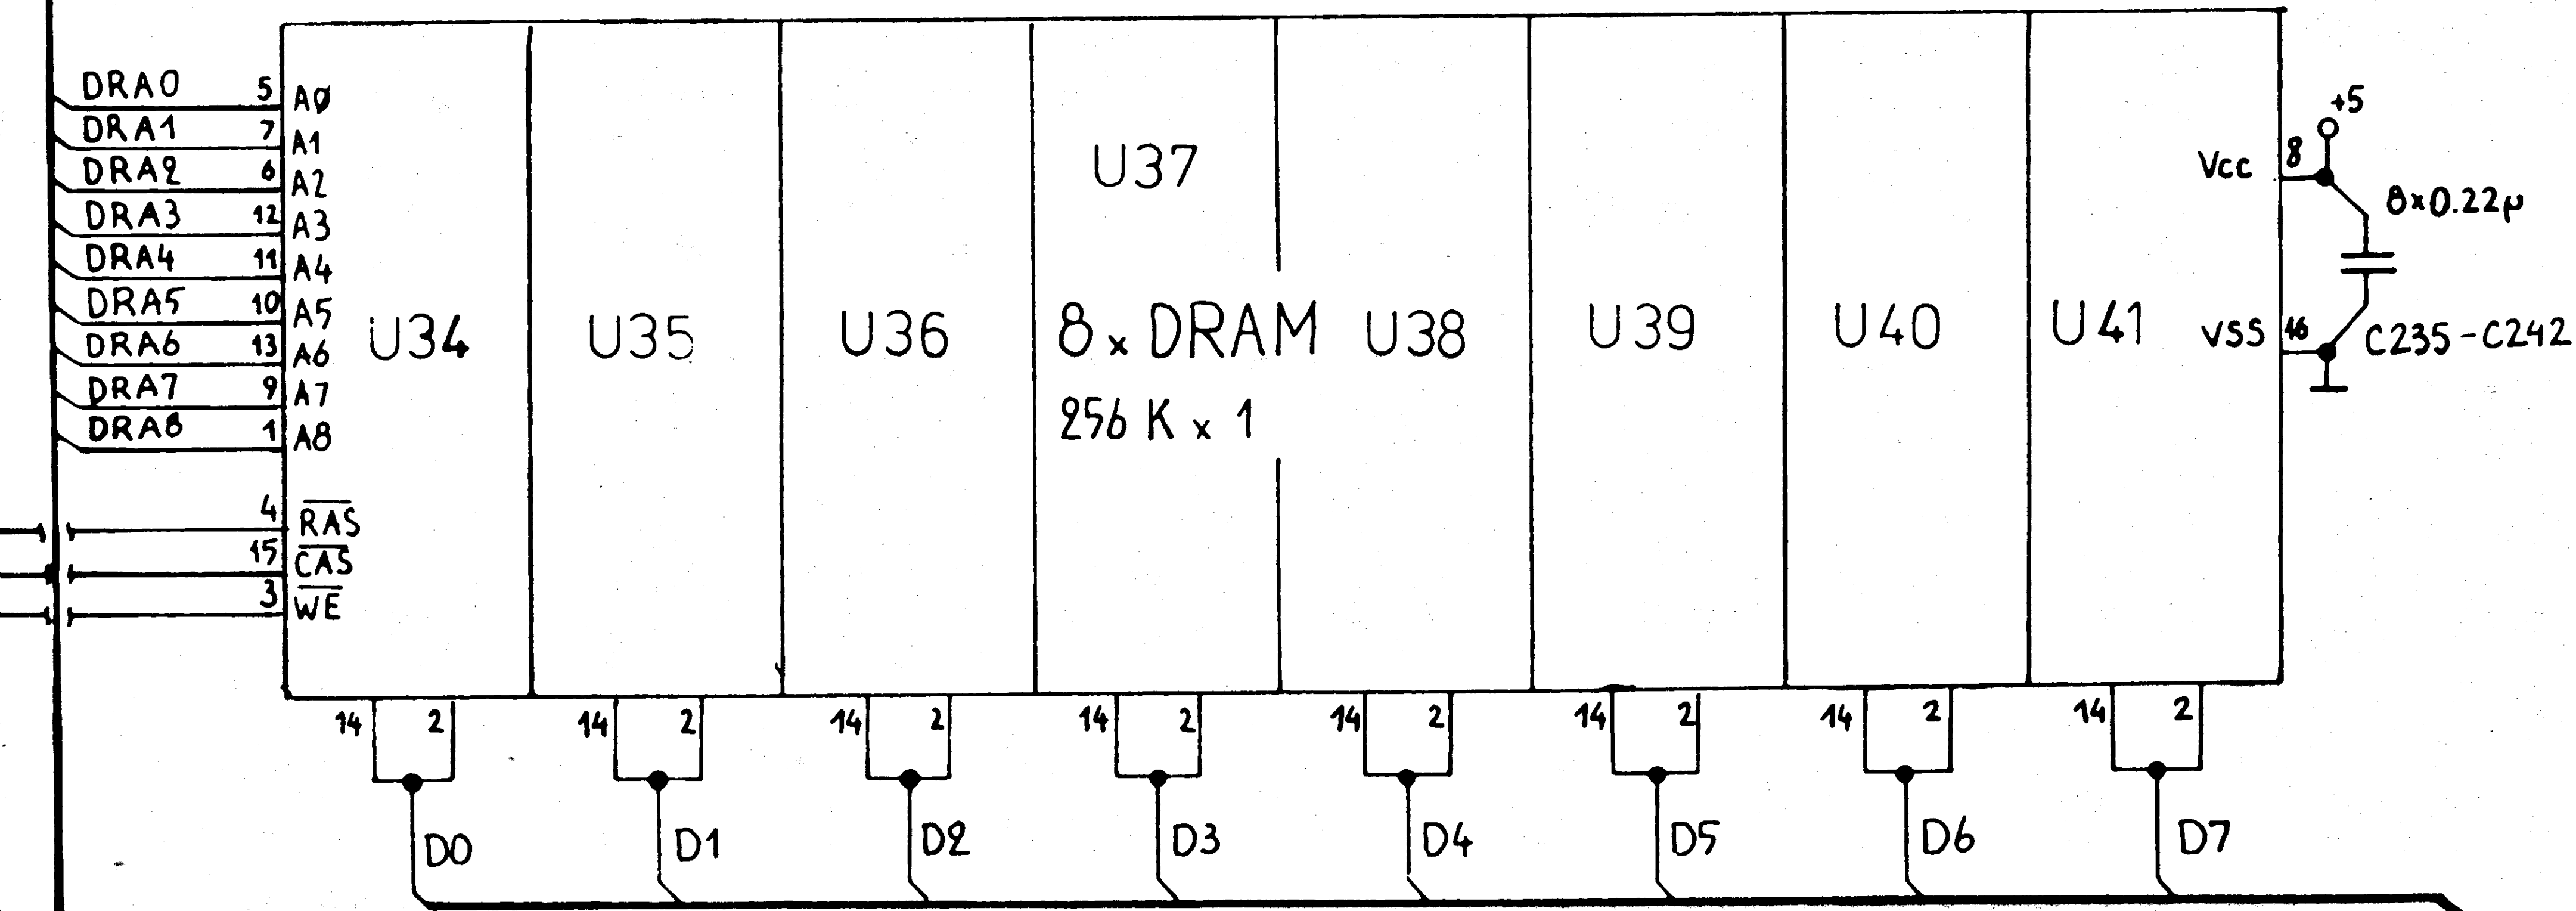 DRA0 5 AØ
DRA1 7 A1
DRA2 6 A2
DRA3 12 A3
DRA4 11 A4
DRA5 10 A5
DRA6 13 A6
DRA7 9 A7
DRA8 1 A8
4 RAS
15 CAS
3 WE
U34 U35 U36 U37 U38 U39 U40 U41
8 x DRAM
256 K x 1
+5
Vcc 8
8x0.22µ
VSS 16
C235-C242
14 2 14 2 14 2 14 2 14 2 14 2 14 2 14 2
D0 D1 D2 D3 D4 D5 D6 D7